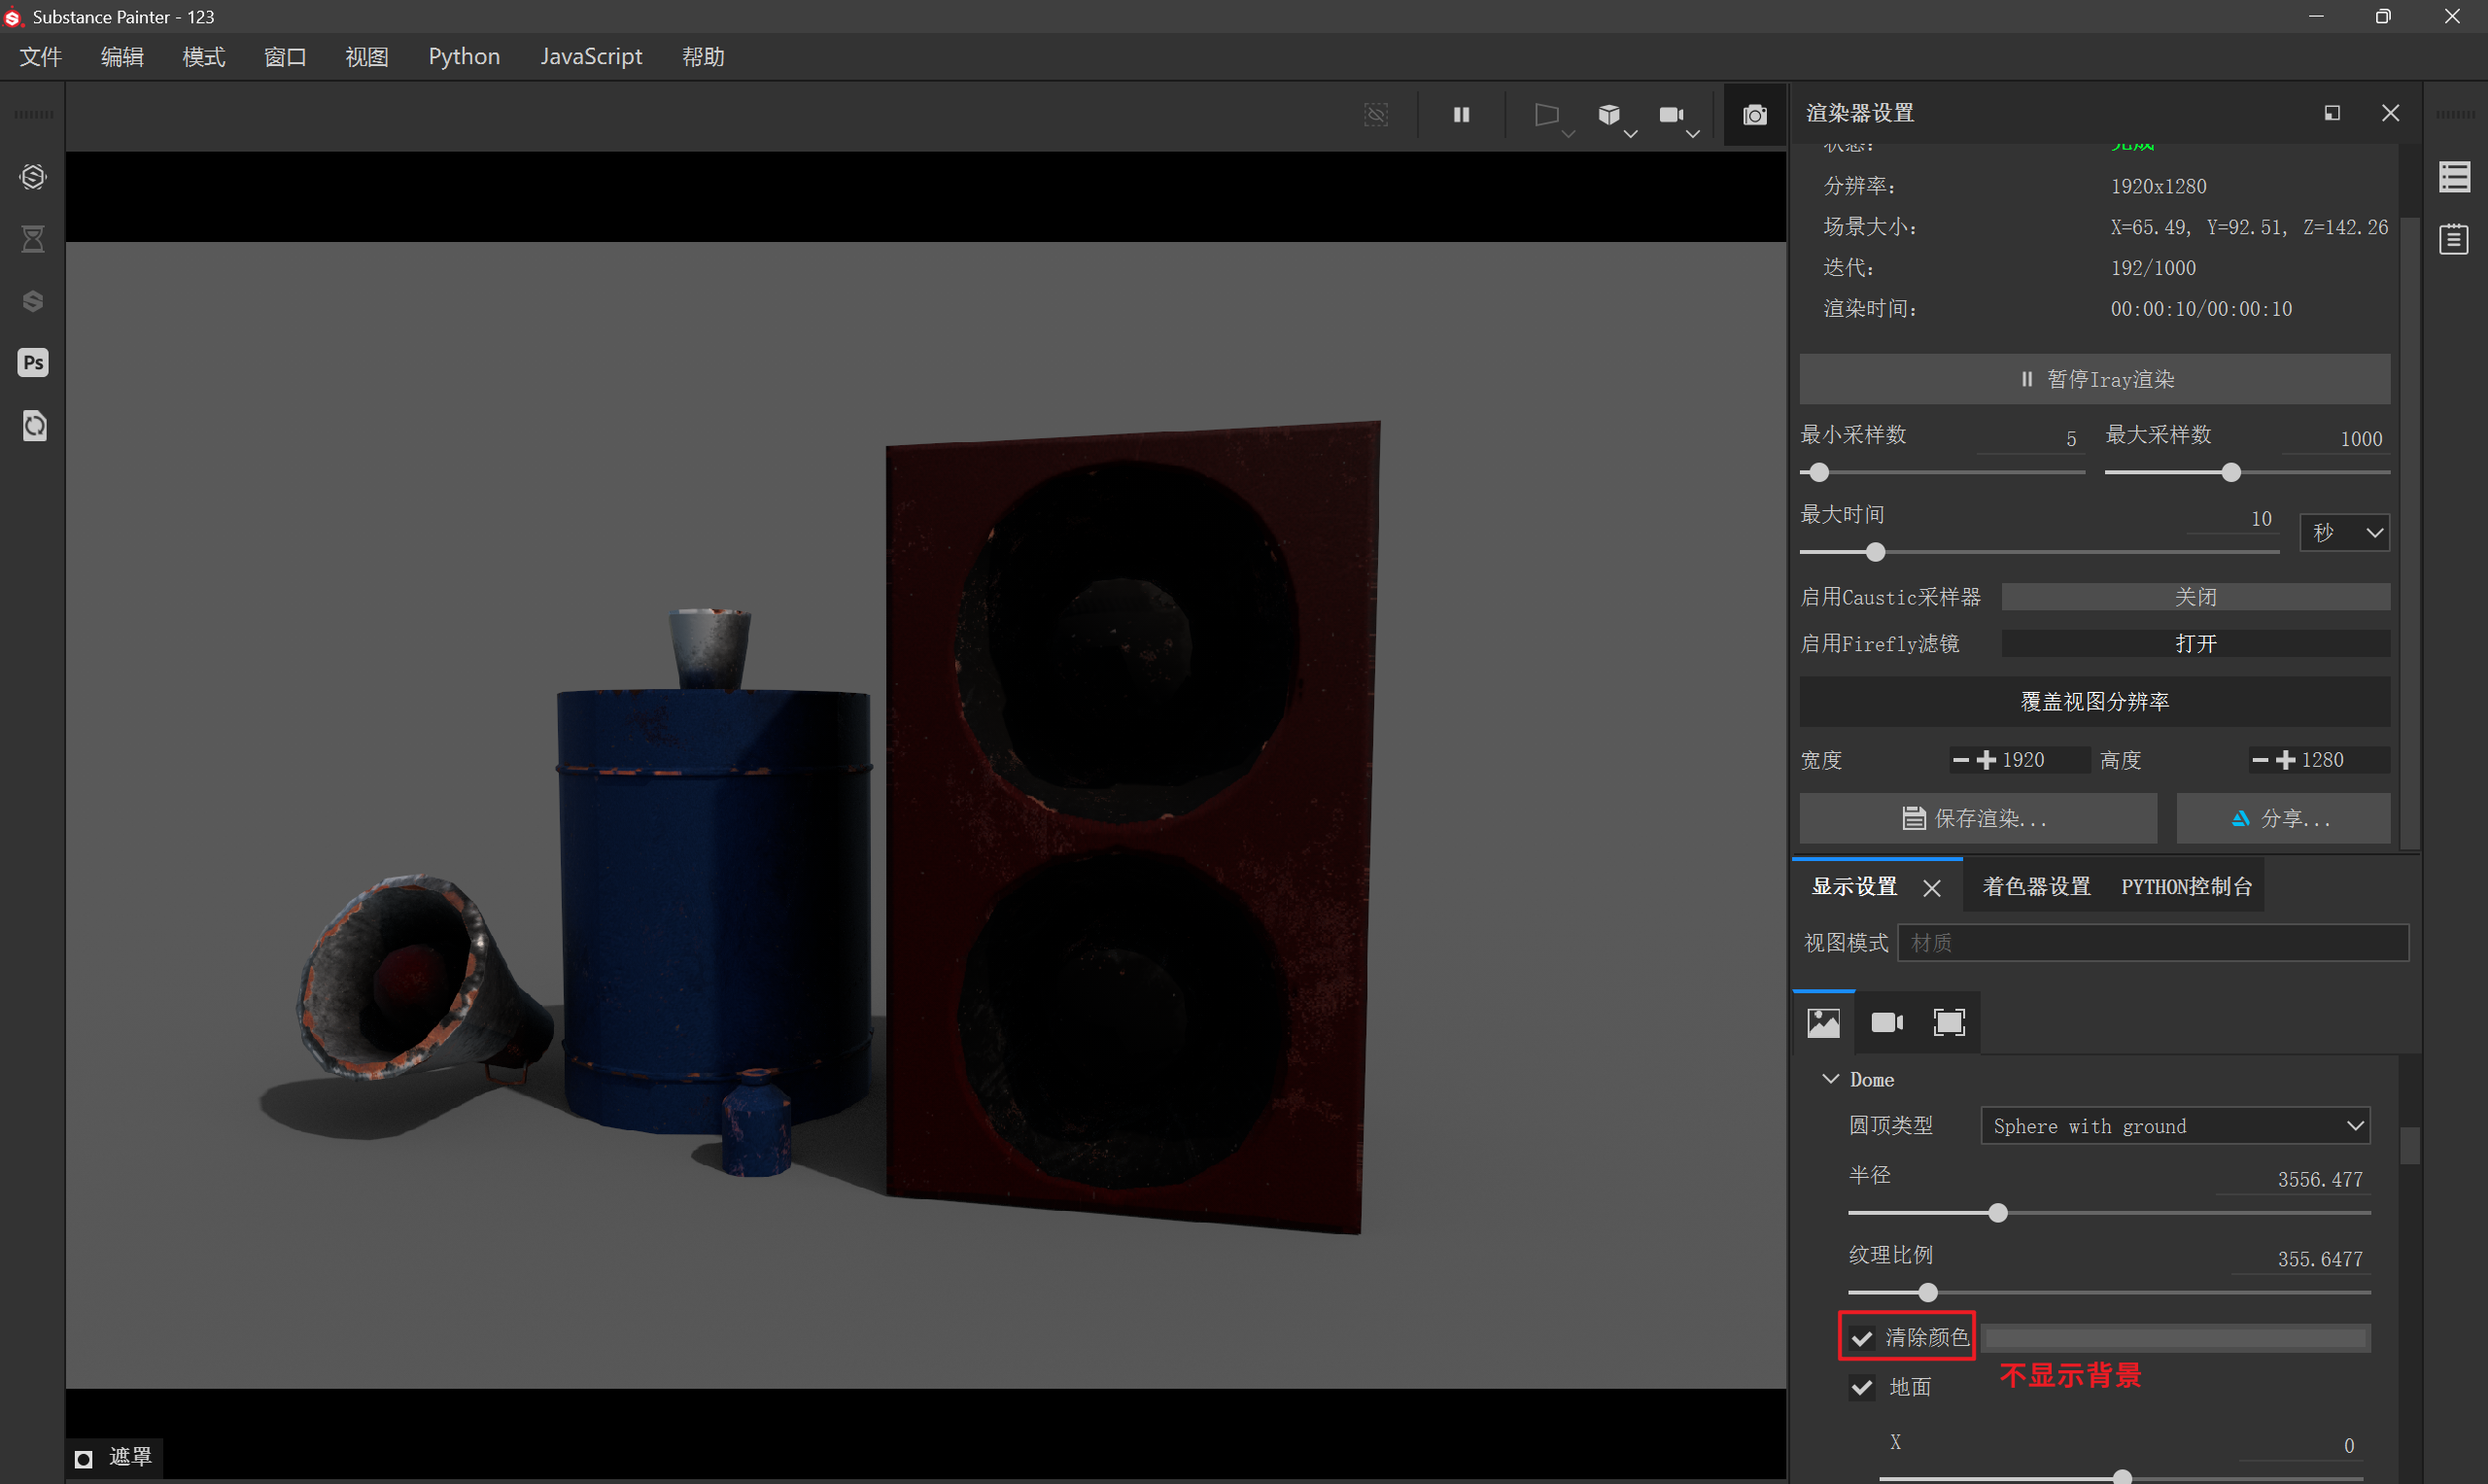 Substance Painter - 123
文件 编辑 模式 窗口 视图 Python JavaScript 帮助
渲染器设置
状态: 完成
分辨率: 1920x1280
场景大小: X=65.49, Y=92.51, Z=142.26
迭代: 192/1000
渲染时间: 00:00:10/00:00:10
暂停Iray渲染
最小采样数 5 最大采样数 1000
最大时间 10 秒
启用Caustic采样器 关闭
启用Firefly滤镜 打开
覆盖视图分辨率
宽度 1920 高度 1280
保存渲染... 分享...
显示设置 着色器设置 PYTHON控制台
视图模式 材质
Dome
圆顶类型 Sphere with ground
半径 3556.477
纹理比例 355.6477
清除颜色
不显示背景
地面
X 0
Ps
遮罩